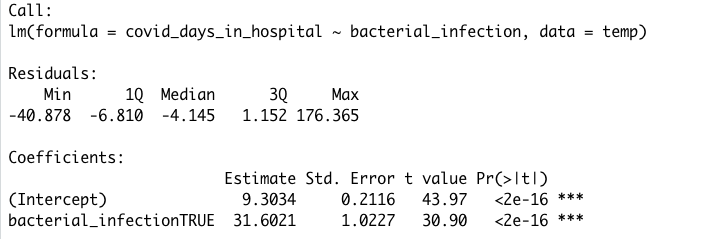 Call:
lm(formula = covid_days_in_hospital ~ bacterial_infection, data = temp)
Residuals:
Min 1Q Median 3Q Max
-40.878 -6.810 -4.145 1.152 176.365
Coefficients:
Estimate Std. Error t value Pr(>|t|)
(Intercept) 9.3034 0.2116 43.97 <2e-16 ***
bacterial_infectionTRUE 31.6021 1.0227 30.90 <2e-16 ***